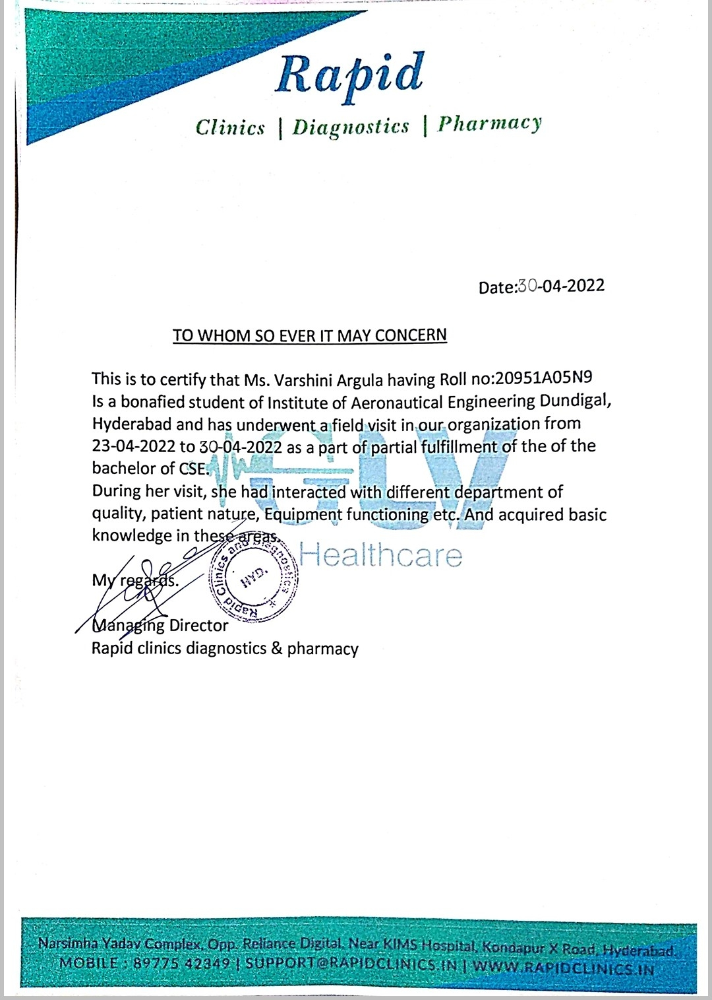 Rapid
Clinics | Diagnostics | Pharmacy
Date:30-04-2022
TO WHOM SO EVER IT MAY CONCERN
This is to certify that Ms. Varshini Argula having Roll no:20951A05N9
Is a bonafied student of Institute of Aeronautical Engineering Dundigal,
Hyderabad and has underwent a field visit in our organization from
23-04-2022 to 30-04-2022 as a part of partial fulfillment of the of the
bachelor of CSE.
During her visit, she had interacted with different department of
quality, patient nature, Equipment functioning etc. And acquired basic
knowledge in these areas.
GLV
Healthcare
Rapid Clinics and Diagnostics
HYD.
My regards.
Managing Director
Rapid clinics diagnostics & pharmacy
Narsimha Yadav Complex, Opp. Reliance Digital, Near KIMS Hospital, Kondapur X Road, Hyderabad.
MOBILE : 89775 42349 | SUPPORT@RAPIDCLINICS.IN | WWW.RAPIDCLINICS.IN